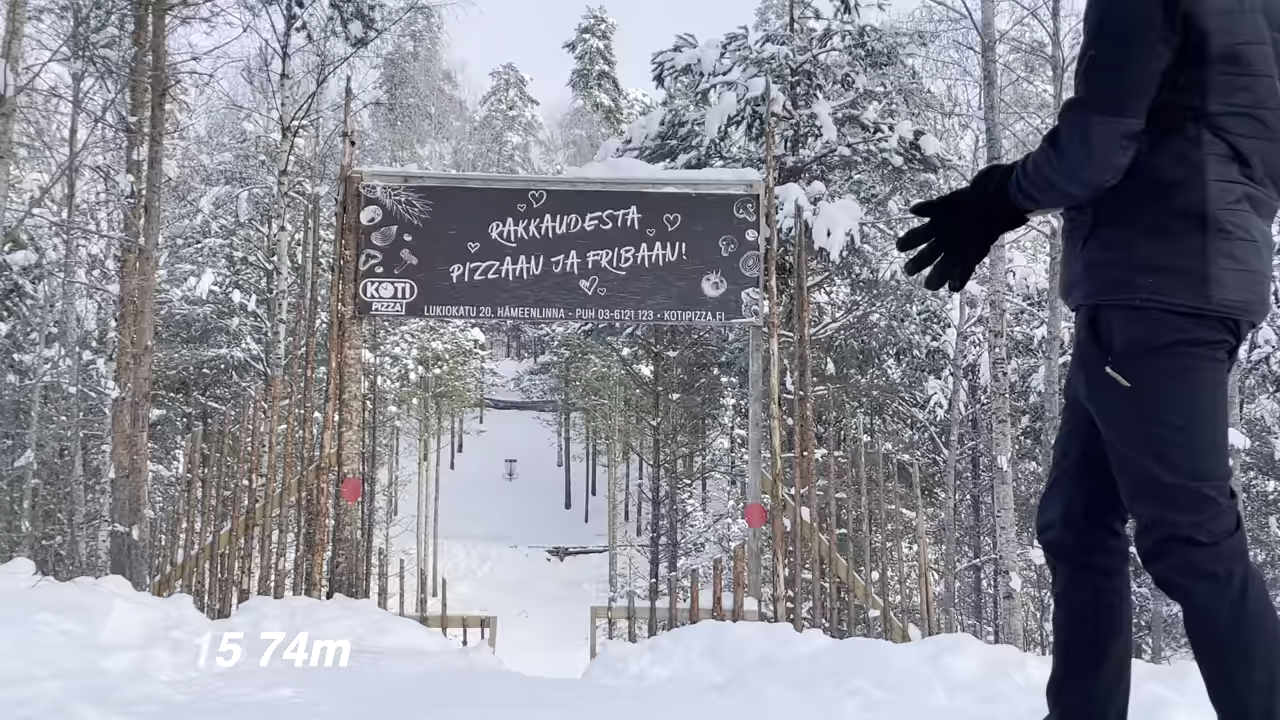 RAKKAUDESTA
PIZZAAN JA FRIBAAN!
KOTI
PIZZA
LUKIOKATU 20, HÄMEENLINNA • PUH 03-6121 123 • KOTIPIZZA.FI
15 74m